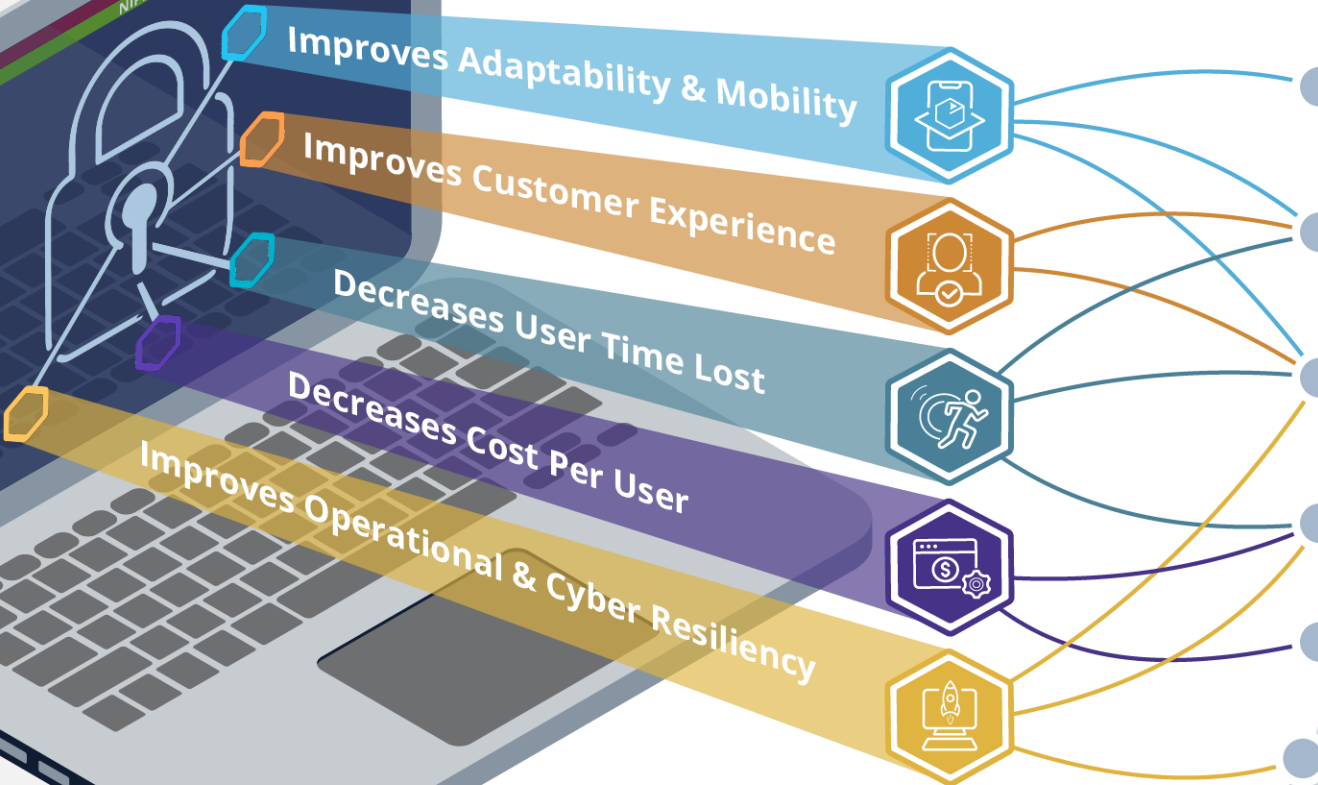 Improves Adaptability & Mobility
Improves Customer Experience
Decreases User Time Lost
Decreases Cost Per User
Improves Operational & Cyber Resiliency